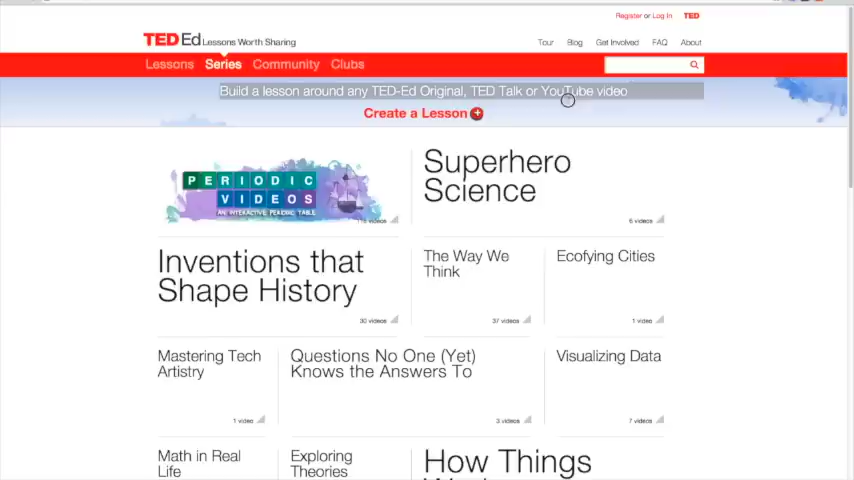 Register or Log In TED
TED Ed Lessons Worth Sharing
Tour Blog Get Involved FAQ About
Lessons Series Community Clubs
Build a lesson around any TED-Ed Original, TED Talk or YouTube video
Create a Lesson
PERIODIC
VIDEOS
AN INTERACTIVE PERIODIC TABLE
videos
Superhero
Science
6 videos
Inventions that
Shape History
30 videos
The Way We
Think
37 videos
Ecofying Cities
1 video
Mastering Tech
Artistry
1 video
Questions No One (Yet)
Knows the Answers To
3 videos
Visualizing Data
7 videos
Math in Real
Life
Exploring
Theories
How Things